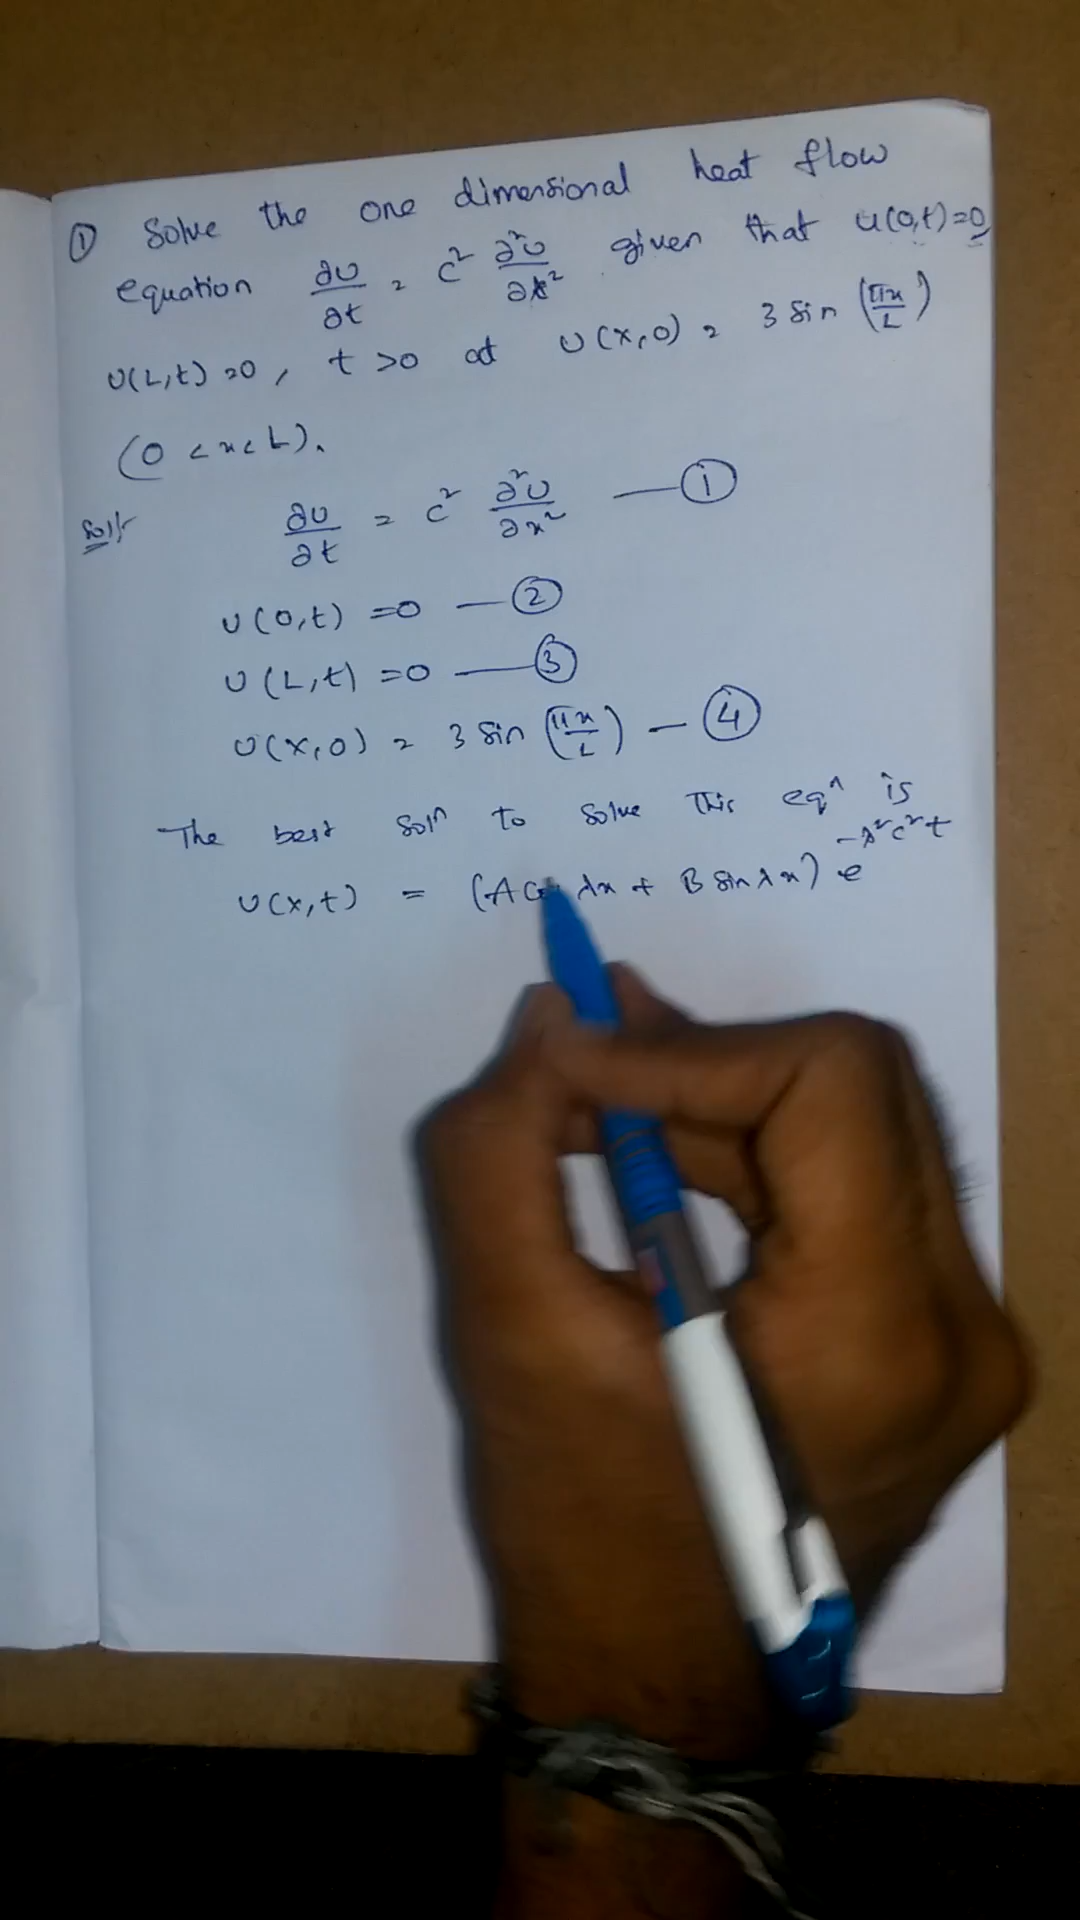 ① Solve the one dimensional heat flow
equation ∂U/∂t = c² ∂²U/∂x² given that U(0,t)=0,
U(L,t)=0, t>0 at U(x,0) = 3 sin (πx/L)
(0 < x < L).
Sol:- ∂U/∂t = c² ∂²U/∂x² — ①
U(0,t) =0 — ②
U(L,t) =0 — ③
U(x,0) = 3 sin (πx/L) — ④
The best solⁿ to solve This eqⁿ is
U(x,t) = (A Cos λx + B sin λx) e^(-λ²c²t)